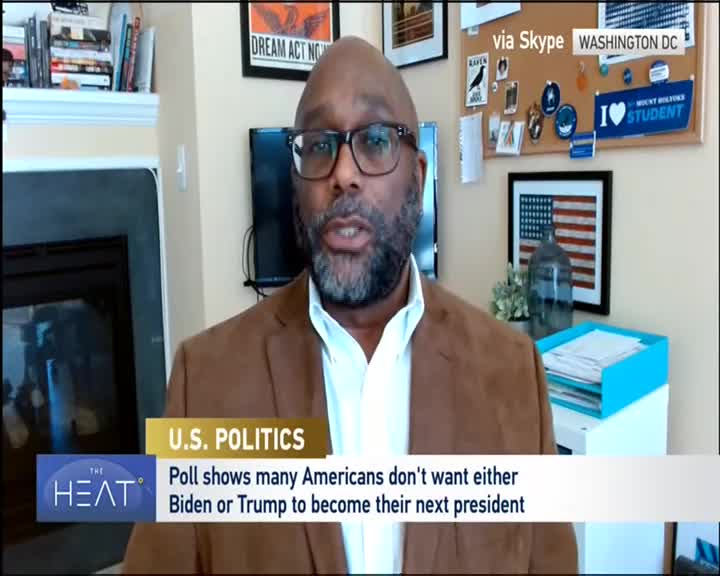 via Skype
WASHINGTON DC
DREAM ACT NOW!
RAVEN
I
MOUNT HOLYOKE
STUDENT
U.S. POLITICS
THE
HEAT
Poll shows many Americans don't want either
Biden or Trump to become their next president